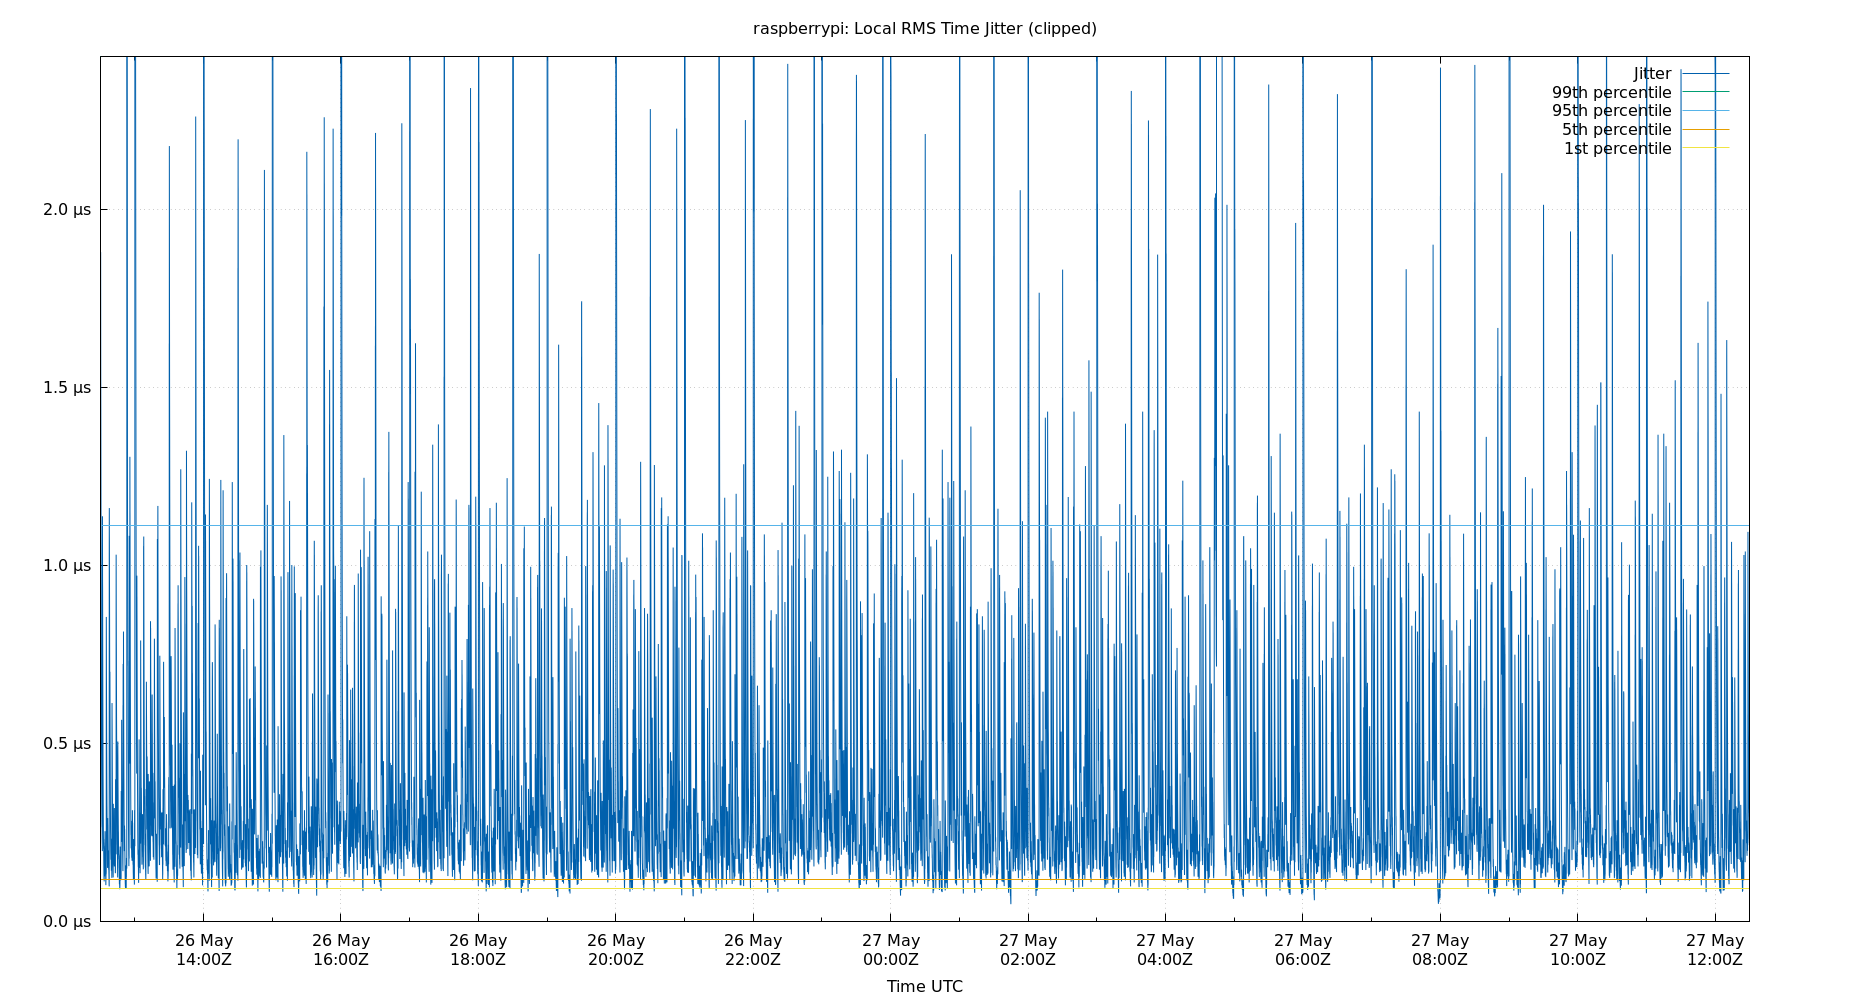 raspberrypi: Local RMS Time Jitter (clipped)
Jitter
99th percentile
95th percentile
5th percentile
1st percentile
2.0 µs
1.5 µs
1.0 µs
0.5 µs
0.0 µs
26 May 26 May 26 May 26 May 26 May 27 May 27 May 27 May 27 May 27 May 27 May 27 May
14:00Z 16:00Z 18:00Z 20:00Z 22:00Z 00:00Z 02:00Z 04:00Z 06:00Z 08:00Z 10:00Z 12:00Z
Time UTC